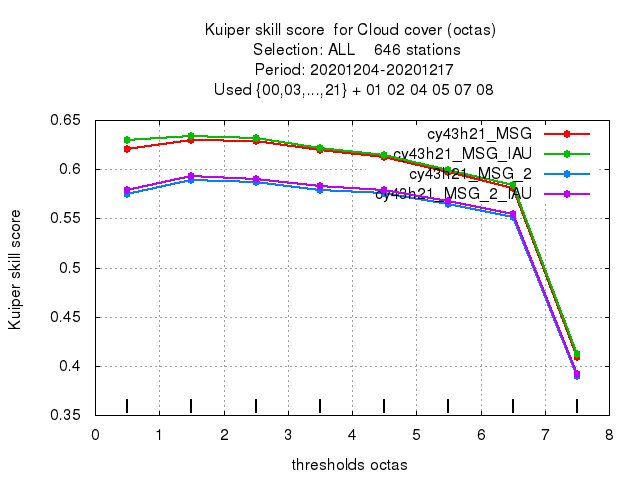 Kuiper skill score  for Cloud cover (octas)
Selection: ALL    646 stations
Period: 20201204-20201217
Used {00,03,...,21} + 01 02 04 05 07 08
0.65
0.6
0.55
0.5
0.45
0.4
0.35
Kuiper skill score
cy43h21_MSG
cy43h21_MSG_IAU
cy43h21_MSG_2
cy43h21_MSG_2_IAU
0 1 2 3 4 5 6 7 8
thresholds octas